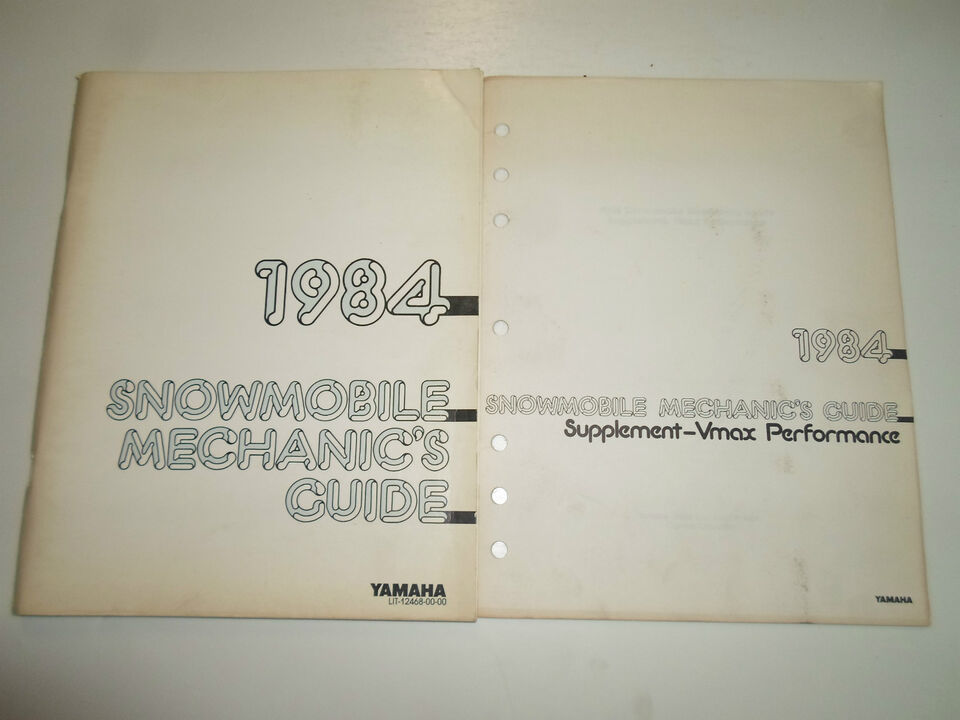 1984
SNOWMOBILE
MECHANIC'S
GUIDE
YAMAHA
LIT-12468-00-00
1984
SNOWMOBILE MECHANIC'S GUIDE
Supplement-Vmax Performance
YAMAHA